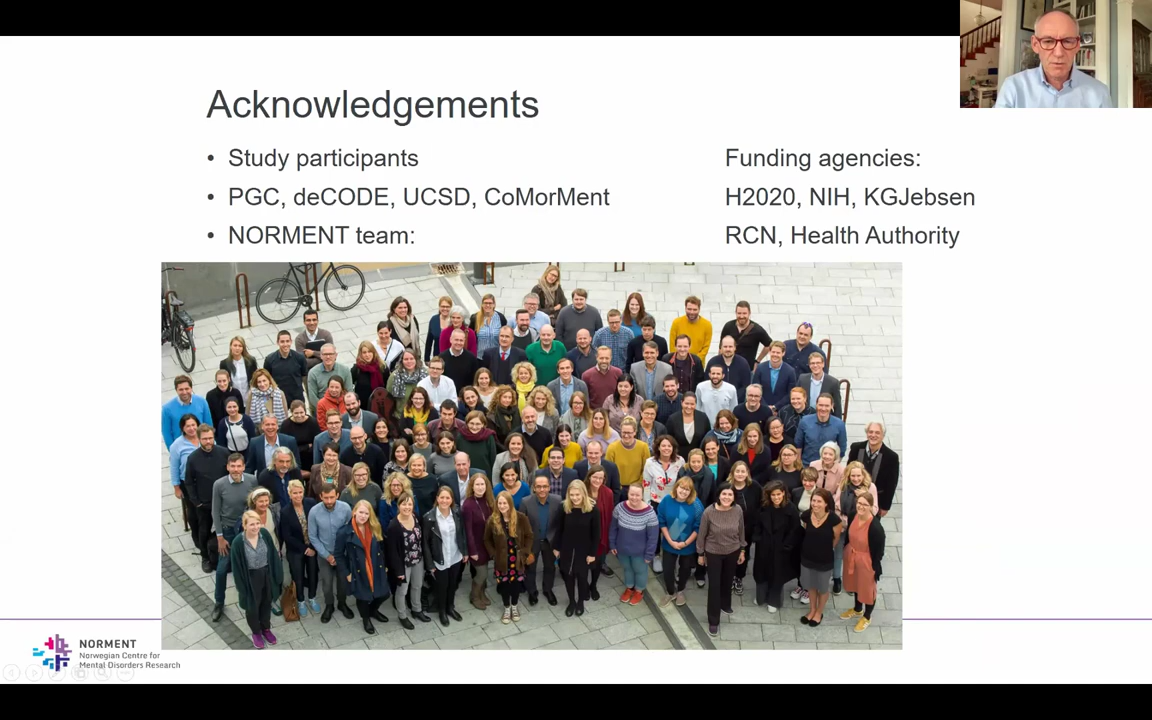 Acknowledgements
• Study participants
• PGC, deCODE, UCSD, CoMorMent
• NORMENT team:
Funding agencies:
H2020, NIH, KGJebsen
RCN, Health Authority
NORMENT
Norwegian Centre for
Mental Disorders Research